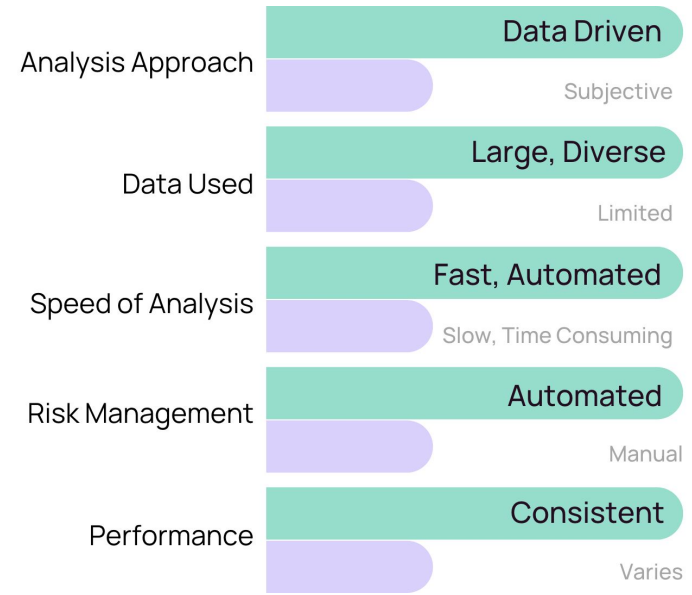 Data Driven
Analysis Approach
Subjective
Large, Diverse
Data Used
Limited
Fast, Automated
Speed of Analysis
Slow, Time Consuming
Automated
Risk Management
Manual
Consistent
Performance
Varies